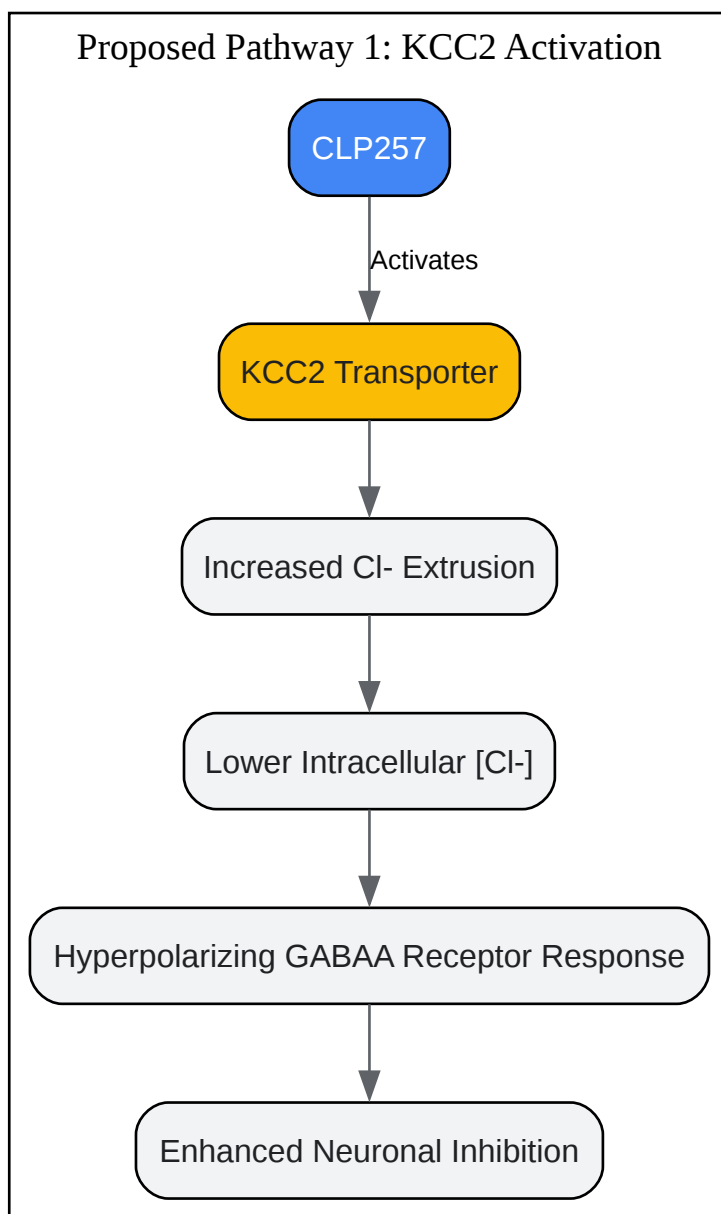 Proposed Pathway 1: KCC2 Activation
CLP257
Activates
KCC2 Transporter
Increased Cl- Extrusion
Lower Intracellular [Cl-]
Hyperpolarizing GABAA Receptor Response
Enhanced Neuronal Inhibition